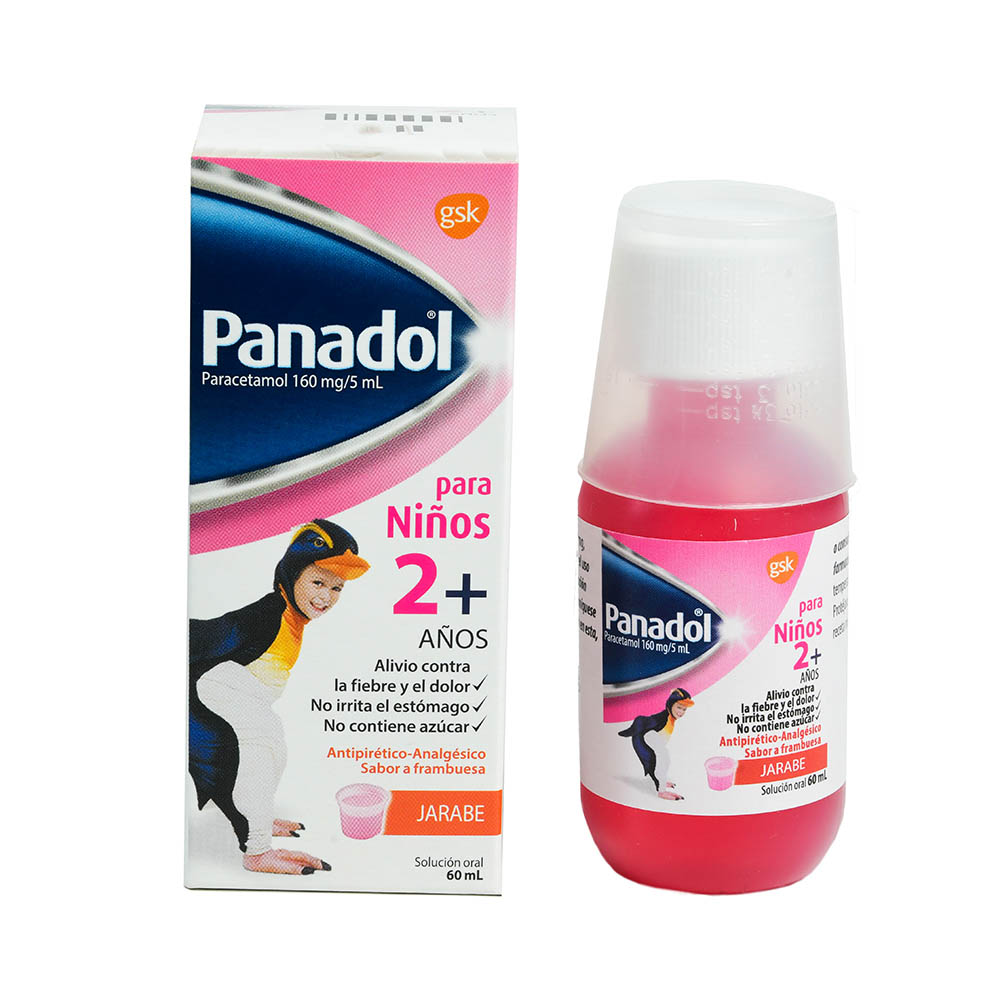 gsk
Panadol®
Paracetamol 160 mg/5 mL
para
Niños
2+
AÑOS
Alivio contra
la fiebre y el dolor✓
No irrita el estómago✓
No contiene azúcar✓
Antipirético-Analgésico
Sabor a frambuesa
JARABE
Solución oral
60 mL
gsk
Panadol®
Paracetamol 160 mg/5 mL
para
Niños
2+
AÑOS
Alivio contra
la fiebre y el dolor✓
No irrita el estómago✓
No contiene azúcar✓
Antipirético-Analgésico
Sabor a frambuesa
JARABE
Solución oral 60 mL